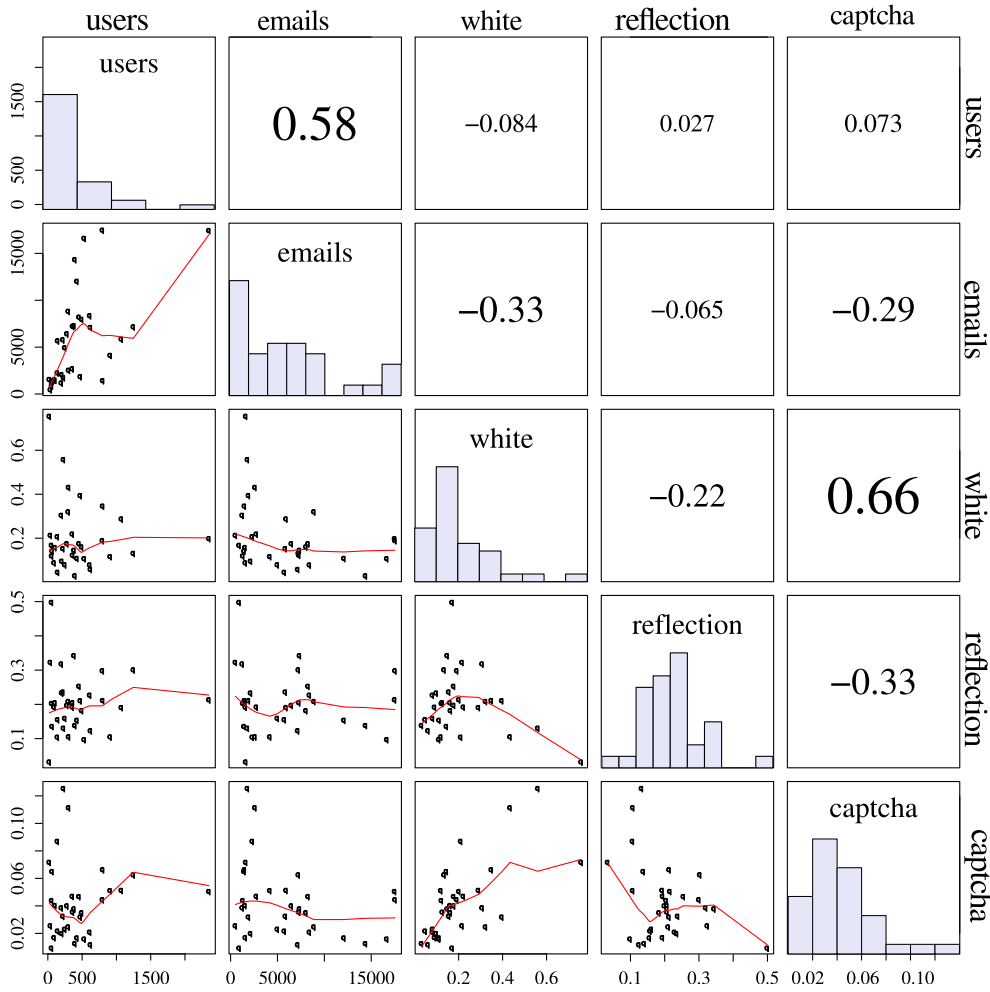 users emails white reflection captcha
users 0.58 −0.084 0.027 0.073 users
0 500 1500
emails −0.33 −0.065 −0.29 emails
0 5000 15000
white −0.22 0.66 white
0.2 0.4 0.6
reflection −0.33 reflection
0.1 0.3 0.5
captcha captcha
0.02 0.06 0.10
0 500 1500 0 5000 15000 0.2 0.4 0.6 0.1 0.3 0.5 0.02 0.06 0.10